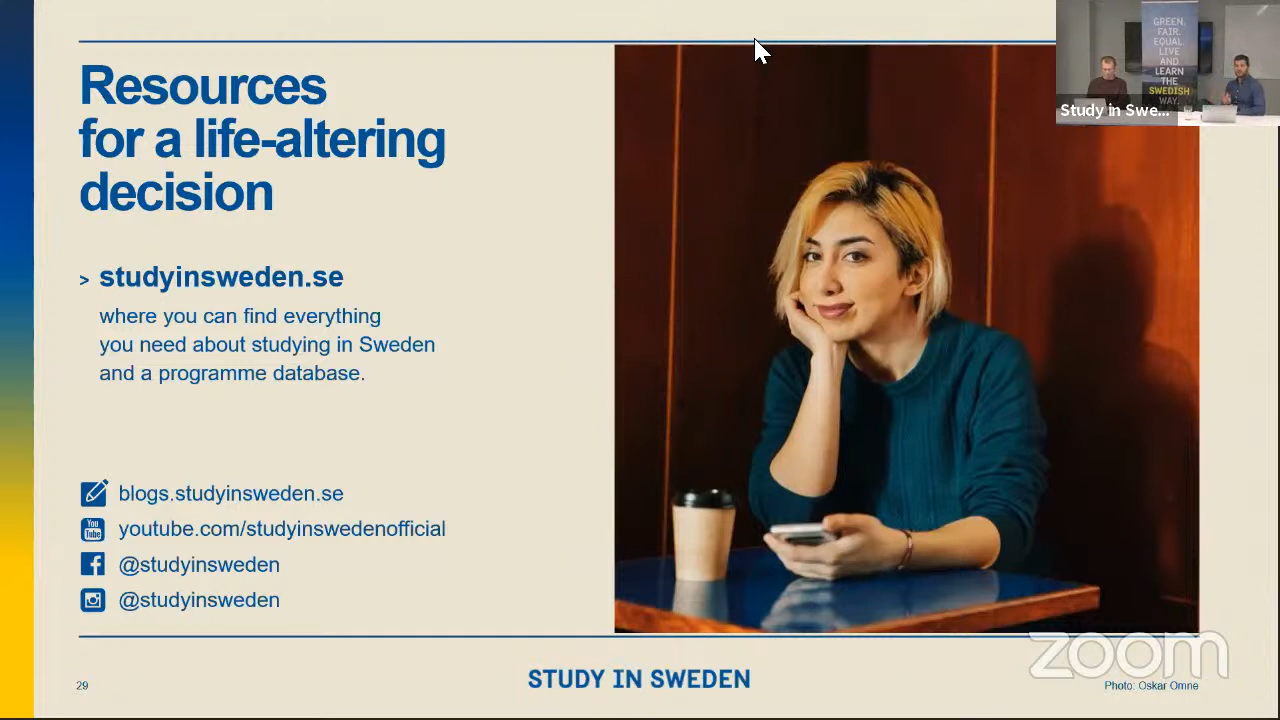 Resources
for a life-altering
decision
> studyinsweden.se
where you can find everything
you need about studying in Sweden
and a programme database.
blogs.studyinsweden.se
You
Tube
youtube.com/studyinswedenofficial
@studyinsweden
@studyinsweden
29
STUDY IN SWEDEN
Photo: Oskar Omne
zoom
GREEN.
FAIR.
EQUAL.
LIVE
AND
LEARN
THE
SWEDISH
WAY.
Study in Swe...